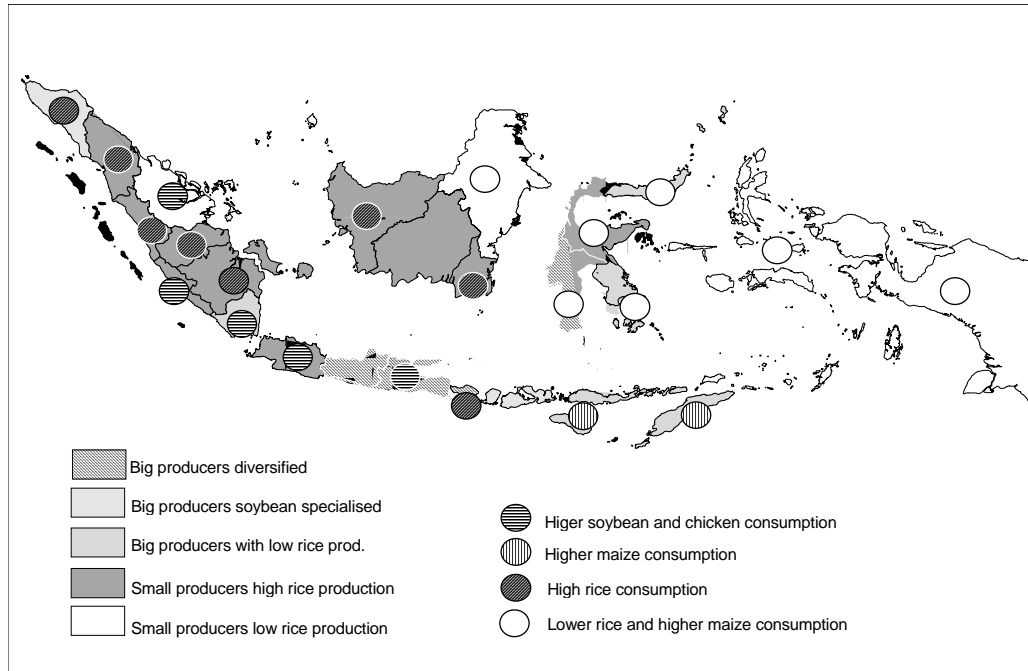 Big producers diversified
Big producers soybean specialised
Big producers with low rice prod.
Small producers high rice production
Small producers low rice production
Higer soybean and chicken consumption
Higher maize consumption
High rice consumption
Lower rice and higher maize consumption